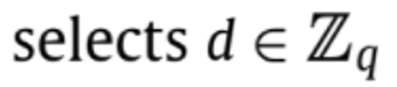 selects d ∈ ℤ_q